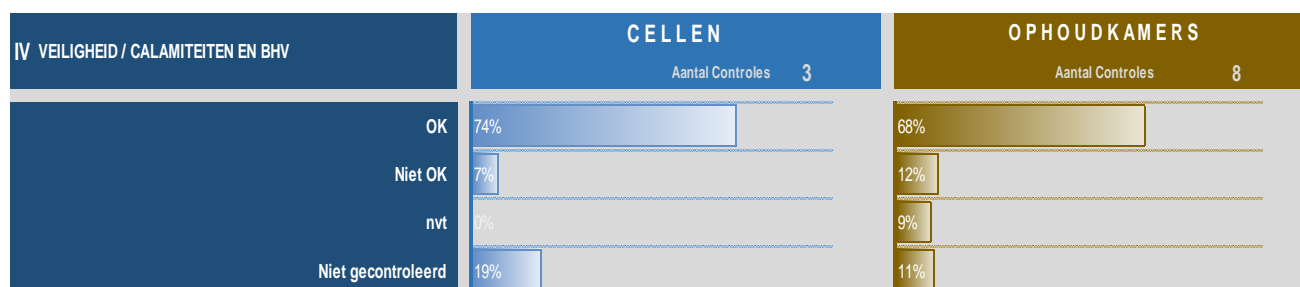 IV VEILIGHEID / CALAMITEITEN EN BHV
CELLEN
Aantal Controles 3
OPHOUDKAMERS
Aantal Controles 8
OK 74% 68%
Niet OK 7% 12%
nvt 0% 9%
Niet gecontroleerd 19% 11%